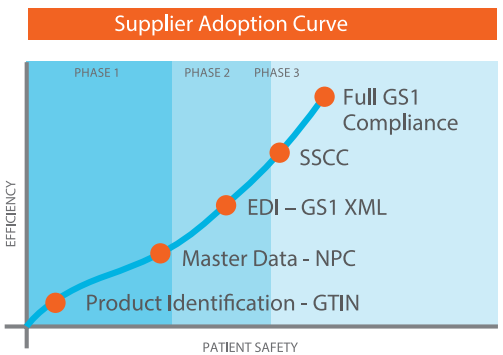 Supplier Adoption Curve
PHASE 1 PHASE 2 PHASE 3
Full GS1
Compliance
SSCC
EDI – GS1 XML
Master Data - NPC
Product Identification - GTIN
EFFICIENCY
PATIENT SAFETY